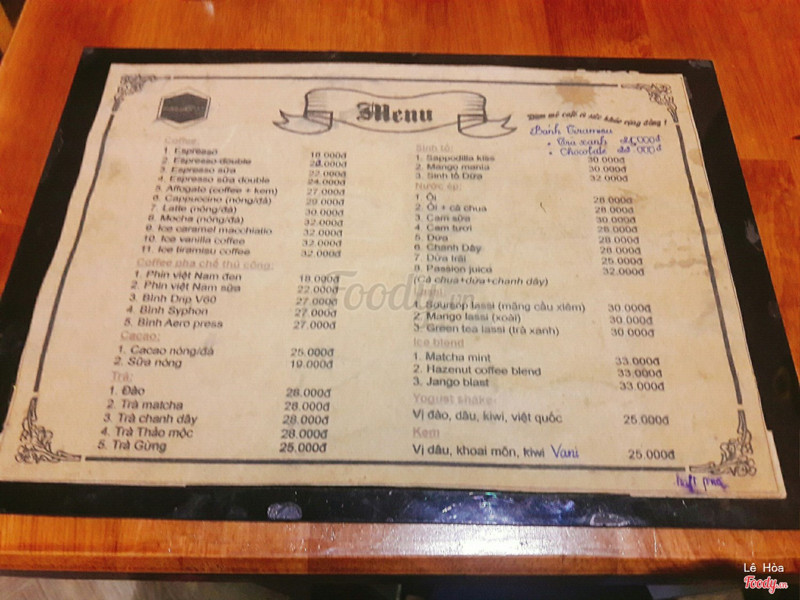 Menu
Đam mê café vì sức khỏe cộng đồng !
Bánh Tiramisu
• Trà xanh 25.000đ
• Chocolate 22.000đ
Coffee:
1. Espresso 18.000đ
2. Espresso double 28.000đ
3. Espresso sữa 22.000đ
4. Espresso sữa double 24.000đ
5. Affogato (coffee + kem) 27.000đ
6. Cappuccino (nóng/đá) 29.000đ
7. Latte (nóng/đá) 30.000đ
8. Mocha (nóng/đá) 32.000đ
9. Ice caramel macchiato 32.000đ
10. Ice vanilla coffee 32.000đ
11. Ice tiramisu coffee 32.000đ
Coffee pha chế thủ công:
1. Phin việt Nam đen 18.000đ
2. Phin việt Nam sữa 22.000đ
3. Bình Drip V60 27.000đ
4. Bình Syphon 27.000đ
5. Bình Aero press 27.000đ
Cacao:
1. Cacao nóng/đá 25.000đ
2. Sữa nóng 19.000đ
Trà:
1. Đào 28.000đ
2. Trà matcha 28.000đ
3. Trà chanh dây 28.000đ
4. Trà Thảo mộc 28.000đ
5. Trà Gừng 25.000đ
Sinh tố:
1. Sappodilla kiss 30.000đ
2. Mango mania 30.000đ
3. Sinh tố Dừa 32.000đ
Nước ép:
1. Ổi 28.000đ
2. Ổi + cà chua 28.000đ
3. Cam sữa 30.000đ
4. Cam tươi 28.000đ
5. Dứa 28.000đ
6. Chanh Dây 28.000đ
7. Dừa trái 25.000đ
8. Passion juice 32.000đ
(Cà chua+dứa+chanh dây)
1. Soursop lassi (mãng cầu xiêm) 30.000đ
2. Mango lassi (xoài) 30.000đ
3. Green tea lassi (trà xanh) 30.000đ
Ice blend
1. Matcha mint 33.000đ
2. Hazenut coffee blend 33.000đ
3. Jango blast 33.000đ
Yogust shake:
Vị đào, dâu, kiwi, việt quốc 25.000đ
Kem
Vị dâu, khoai môn, kiwi Vani 25.000đ
Foody.vn
Lê Hòa
Foody.vn